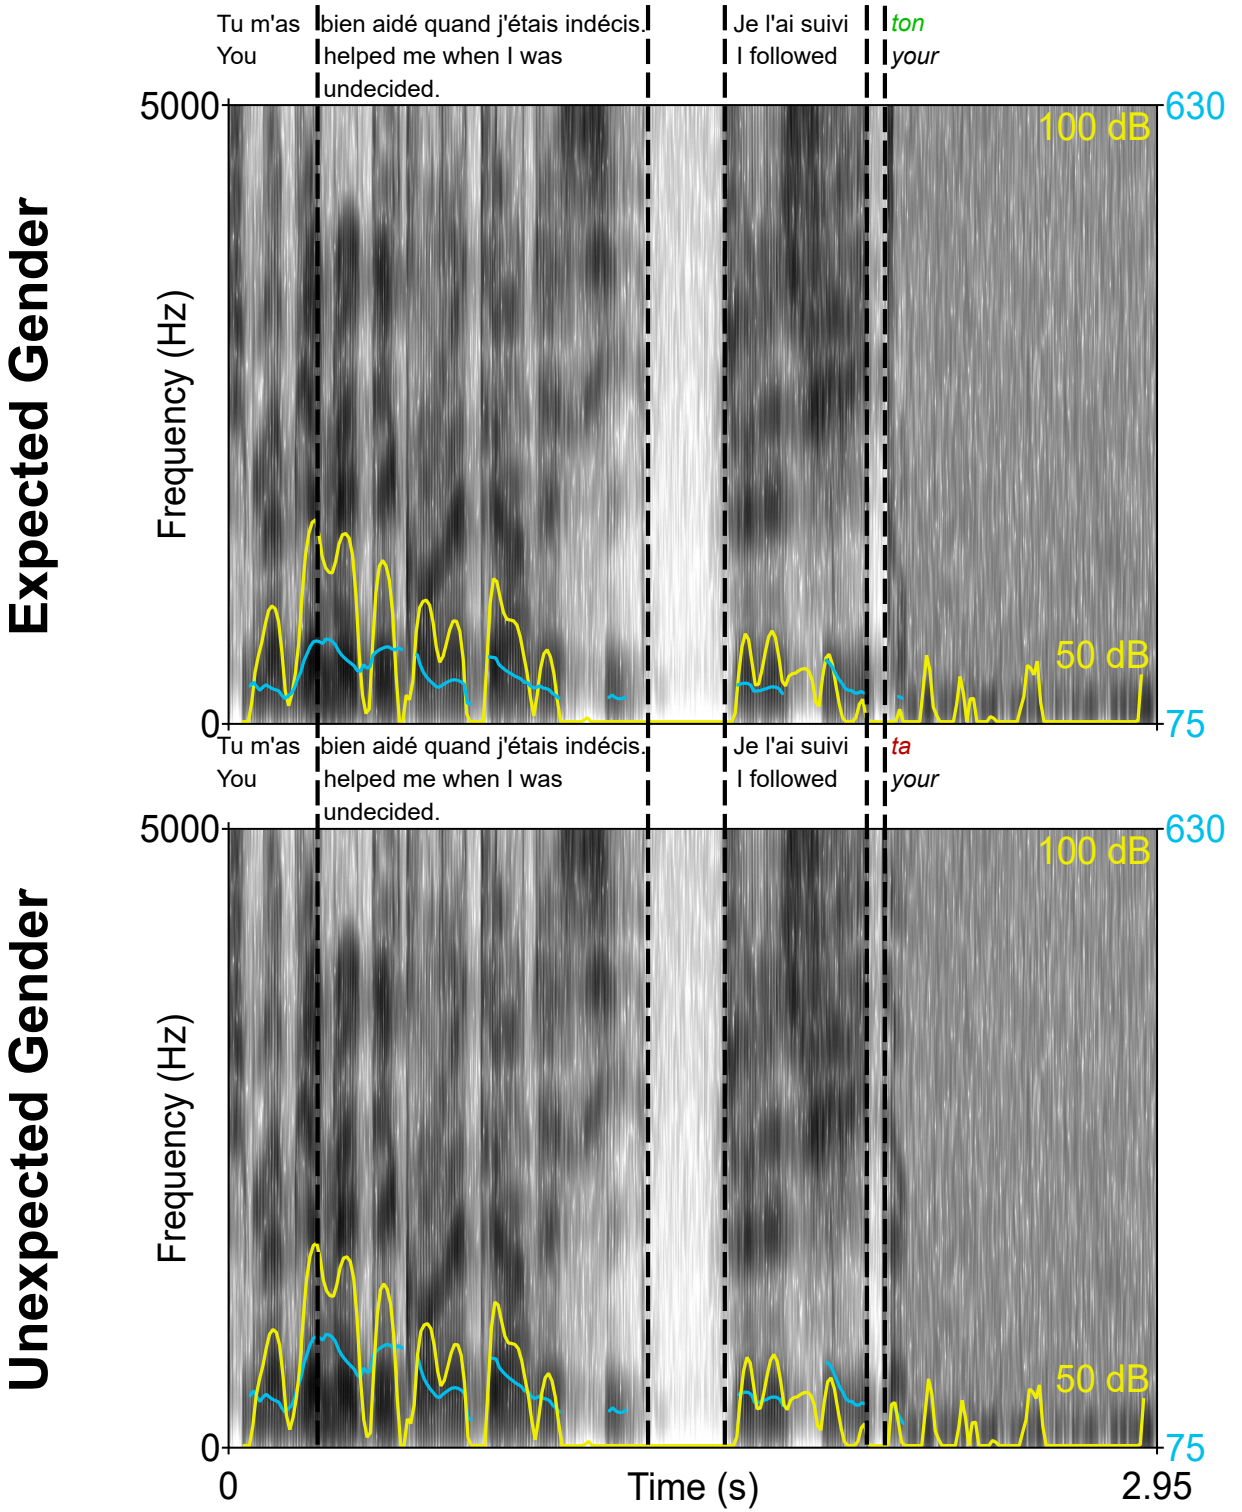 Tu m'as bien aidé quand j'étais indécis. Je l'ai suivi ton
You helped me when I was I followed your
undecided.
5000 630
100 dB
Expected Gender
Frequency (Hz)
50 dB
0 75
Tu m'as bien aidé quand j'étais indécis. Je l'ai suivi ta
You helped me when I was I followed your
undecided.
5000 630
100 dB
Unexpected Gender
Frequency (Hz)
50 dB
0 75
0 Time (s) 2.95